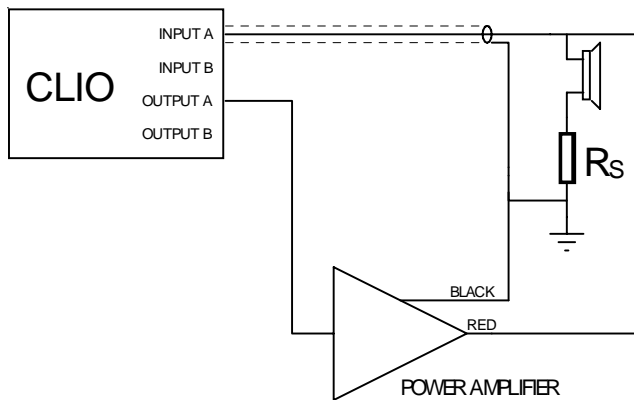 INPUT A
INPUT B
CLIO
OUTPUT A
OUTPUT B
RS
BLACK
RED
POWER AMPLIFIER